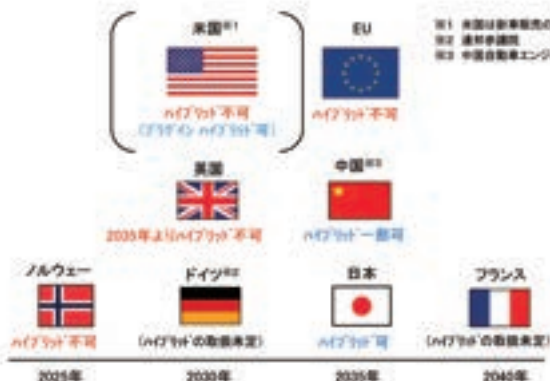 米国※1
ハイブリッド不可
(プラグイン ハイブリッド可)
EU
ハイブリッド不可
※1 米国は新車販売の
※2 連邦参議院
※3 中国自動車エンジ
英国
2035年よりハイブリッド不可
中国※3
ハイブリッド一部可
ノルウェー
ハイブリッド不可
ドイツ※2
(ハイブリッドの取扱未定)
日本
ハイブリッド可
フランス
(ハイブリッドの取扱未定)
2025年
2030年
2035年
2040年